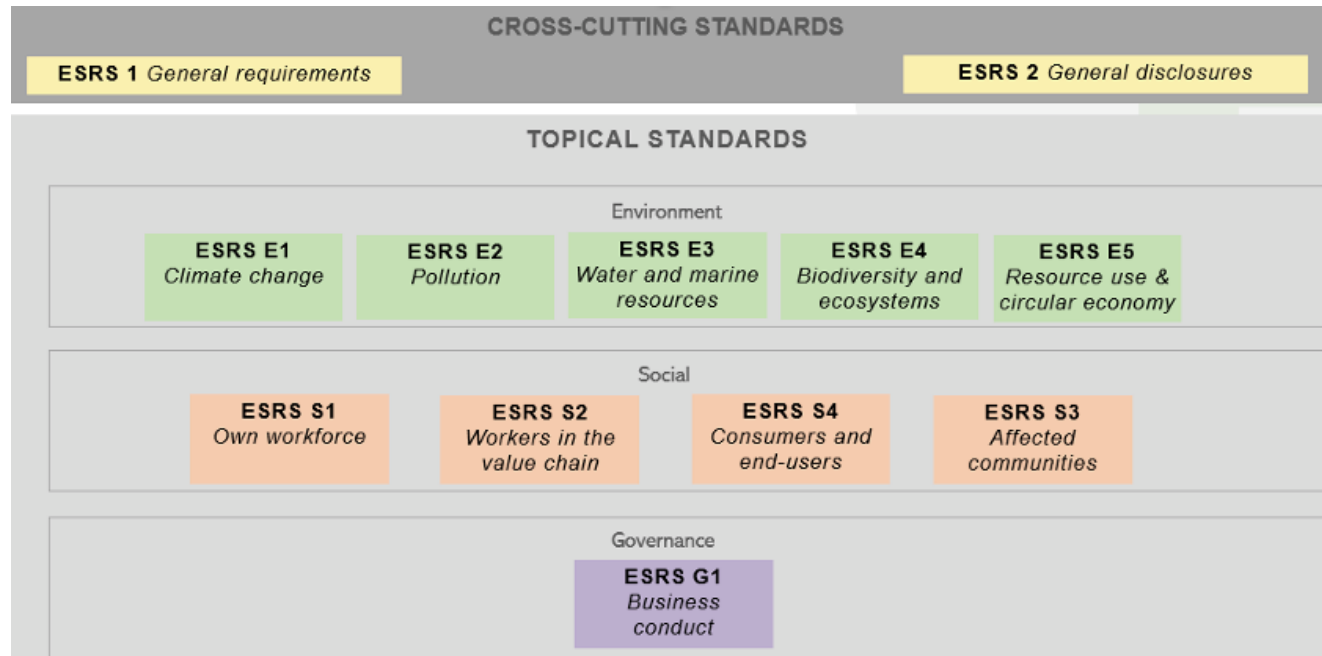 CROSS-CUTTING STANDARDS
ESRS 1 General requirements
ESRS 2 General disclosures
TOPICAL STANDARDS
Environment
ESRS E1
Climate change
ESRS E2
Pollution
ESRS E3
Water and marine
resources
ESRS E4
Biodiversity and
ecosystems
ESRS E5
Resource use &
circular economy
Social
ESRS S1
Own workforce
ESRS S2
Workers in the
value chain
ESRS S4
Consumers and
end-users
ESRS S3
Affected
communities
Governance
ESRS G1
Business
conduct